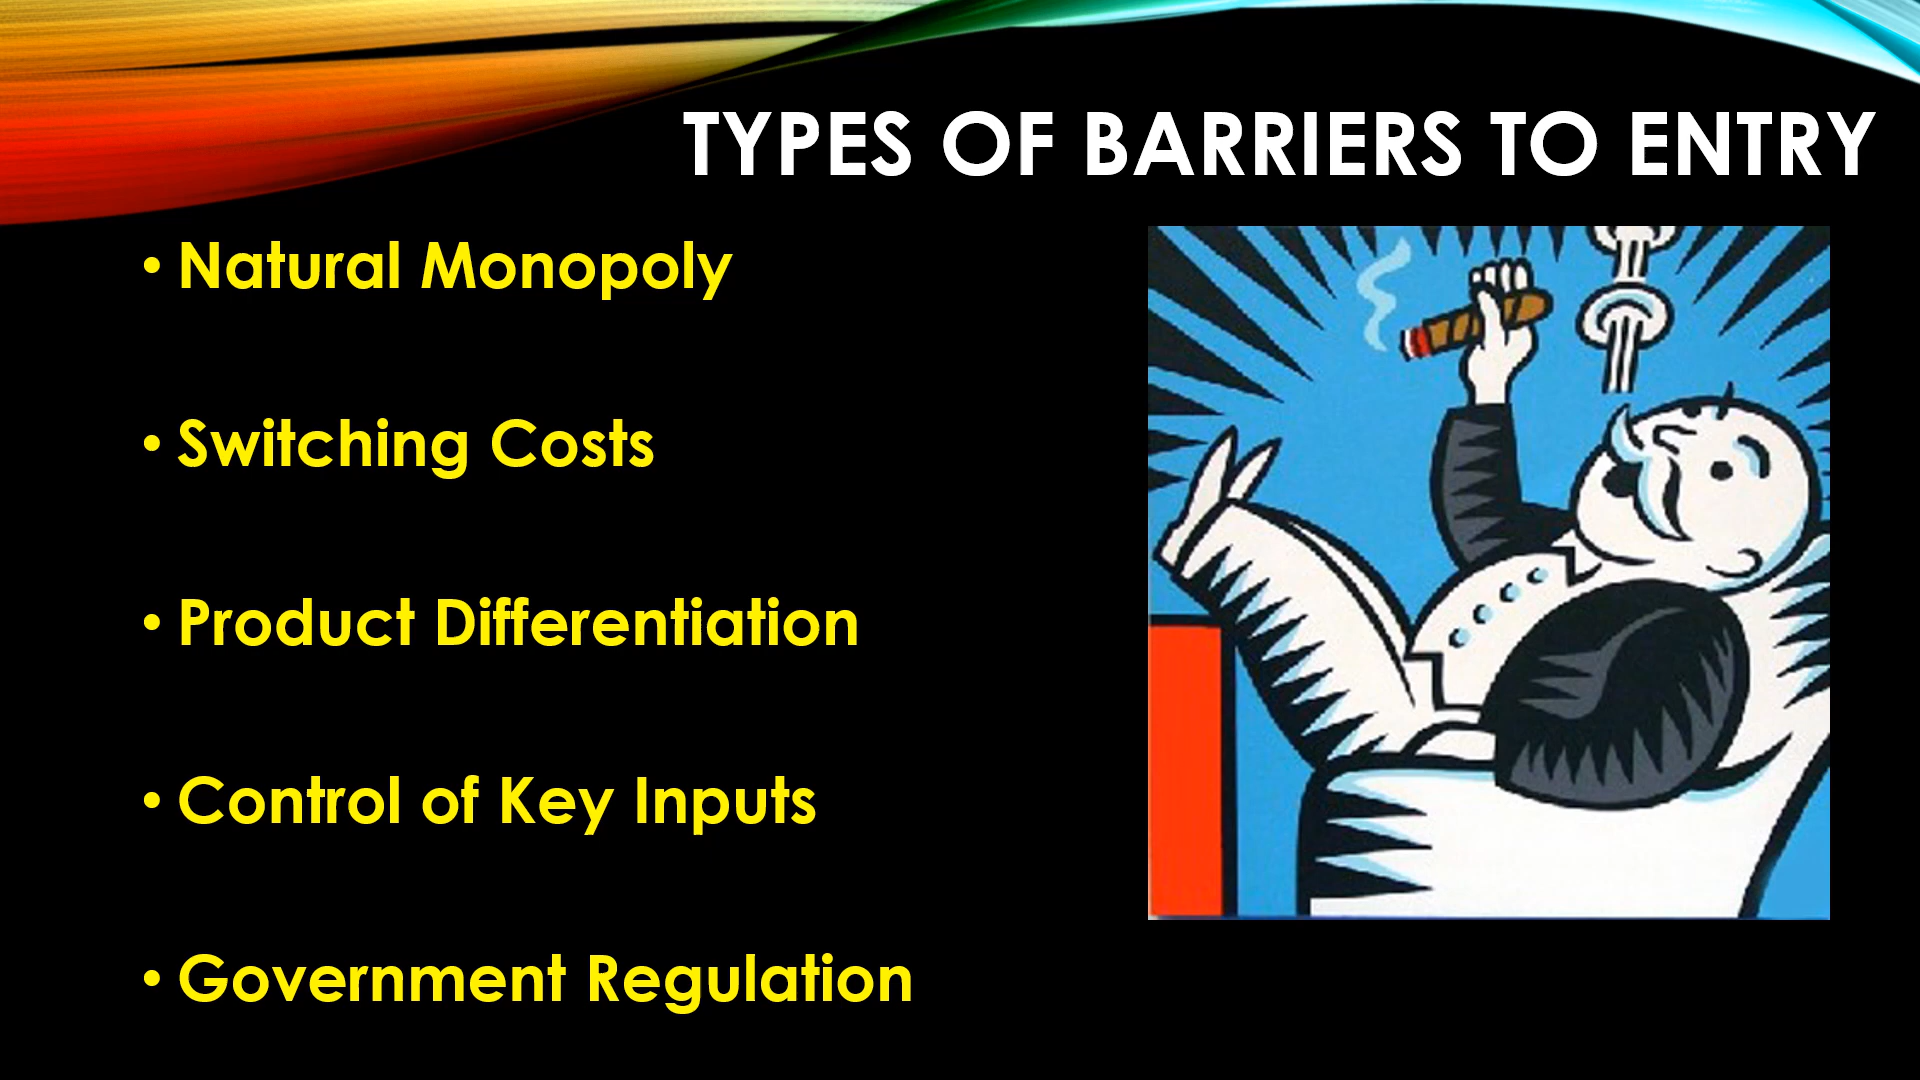 TYPES OF BARRIERS TO ENTRY
• Natural Monopoly
• Switching Costs
• Product Differentiation
• Control of Key Inputs
• Government Regulation